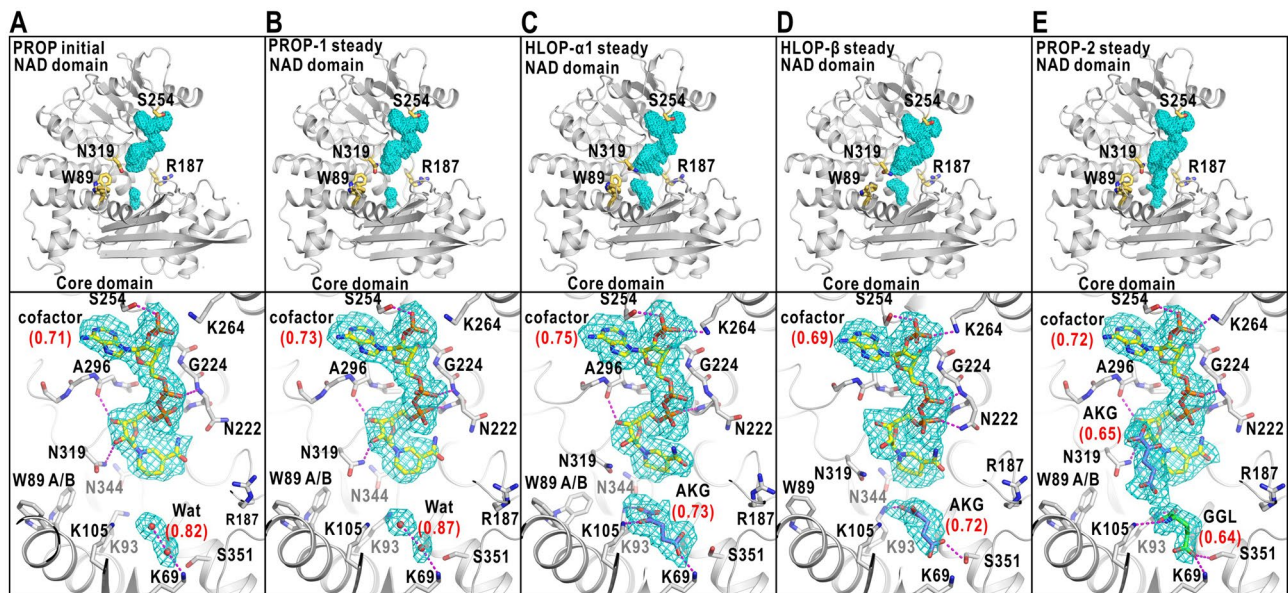 A
PROP initial
NAD domain
S254
N319
R187
W89
Core domain
S254
cofactor
(0.71)
K264
G224
A296
N222
N319
N344
W89 A/B
R187
Wat
(0.82)
K105
K93
S351
K69
B
PROP-1 steady
NAD domain
S254
N319
R187
W89
Core domain
S254
cofactor
(0.73)
K264
G224
A296
N222
N319
N344
W89 A/B
R187
Wat
(0.87)
K105
K93
S351
K69
C
HLOP-α1 steady
NAD domain
S254
N319
R187
W89
Core domain
S254
cofactor
(0.75)
K264
G224
A296
N222
N319
N344
W89 A/B
AKG
(0.73)
R187
K105
K93
S351
K69
D
HLOP-β steady
NAD domain
S254
N319
R187
W89
Core domain
S254
cofactor
(0.69)
K264
G224
A296
N222
N319
N344
R187
W89
AKG
(0.72)
K105
K93
S351
K69
E
PROP-2 steady
NAD domain
S254
N319
R187
W89
Core domain
S254
cofactor
(0.72)
K264
G224
A296
AKG
(0.65)
N222
N319
W89 A/B
R187
K105
GGL
(0.64)
K93
S351
K69